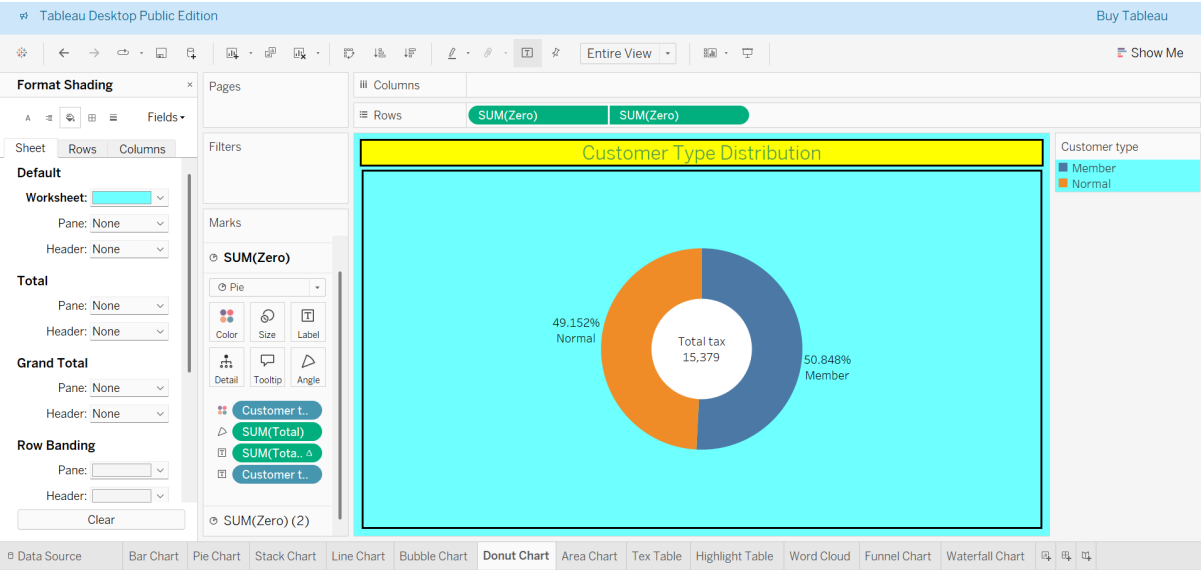 Tableau Desktop Public Edition
Buy Tableau
Entire View
Show Me
Format Shading
×
Fields
Sheet
Rows
Columns
Default
Worksheet:
Pane: None
Header: None
Total
Pane: None
Header: None
Grand Total
Pane: None
Header: None
Row Banding
Pane:
Header:
Clear
Pages
Filters
Marks
SUM(Zero)
Pie
Color
Size
Label
Detail
Tooltip
Angle
Customer t..
SUM(Total)
SUM(Tota.. Δ
Customer t..
SUM(Zero) (2)
Columns
Rows
SUM(Zero)
SUM(Zero)
Customer Type Distribution
49.152%
Normal
Total tax
15,379
50.848%
Member
Customer type
Member
Normal
Data Source
Bar Chart
Pie Chart
Stack Chart
Line Chart
Bubble Chart
Donut Chart
Area Chart
Tex Table
Highlight Table
Word Cloud
Funnel Chart
Waterfall Chart